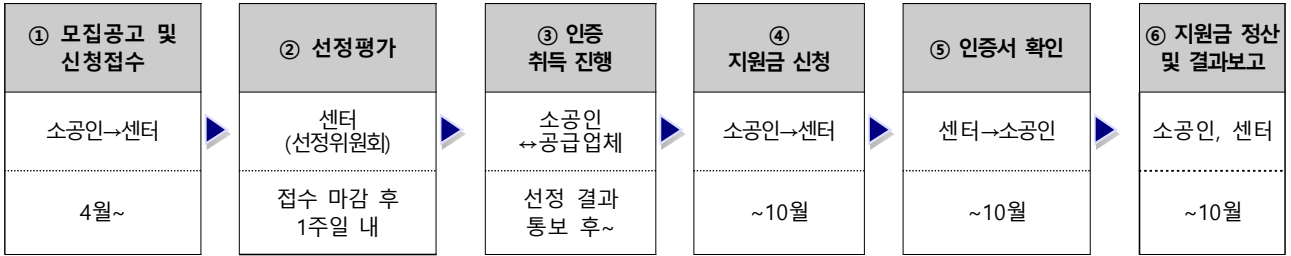 ① 모집공고 및
신청접수
소공인→센터
4월~
② 선정평가
센터
(선정위원회)
접수 마감 후
1주일 내
③ 인증
취득 진행
소공인
↔공급업체
선정 결과
통보 후~
④
지원금 신청
소공인→센터
~10월
⑤ 인증서 확인
센터→소공인
~10월
⑥ 지원금 정산
및 결과보고
소공인, 센터
~10월